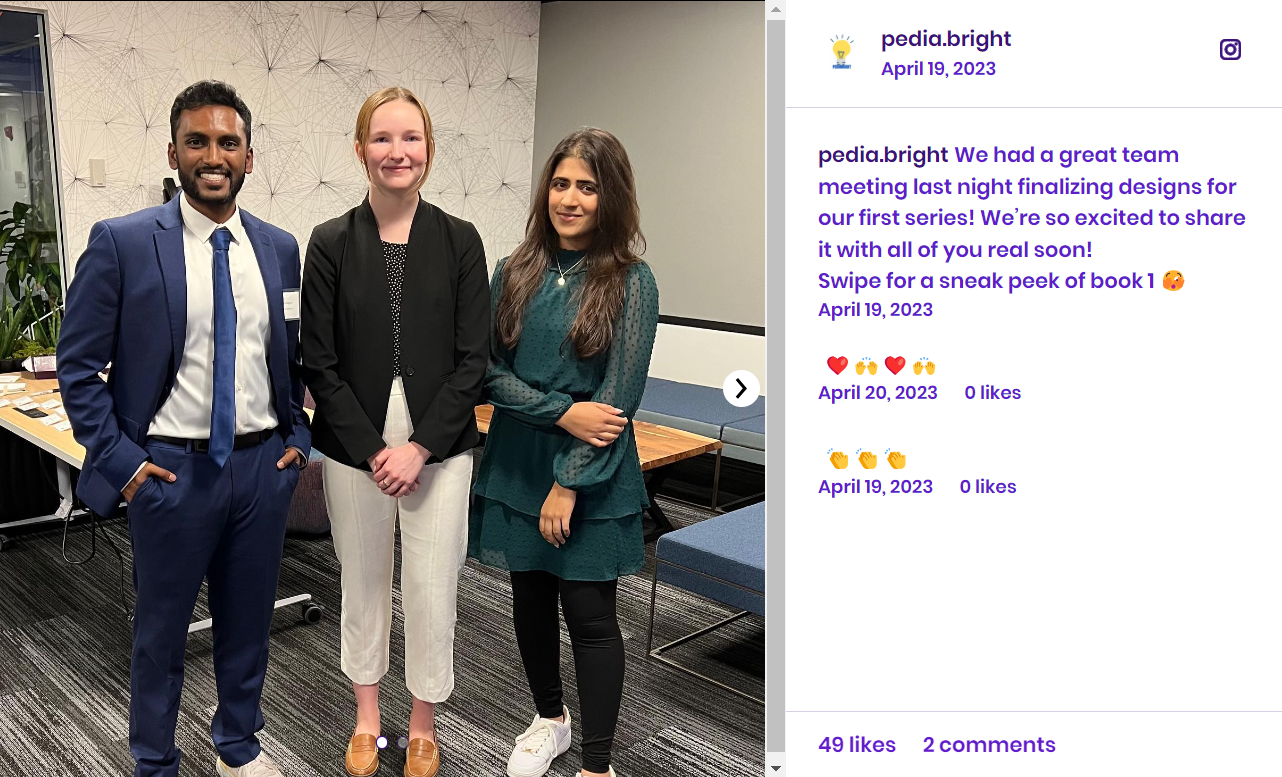 pedia.bright
April 19, 2023
pedia.bright We had a great team
meeting last night finalizing designs for
our first series! We’re so excited to share
it with all of you real soon!
Swipe for a sneak peek of book 1 🫣
April 19, 2023
❤️ 🙌 ❤️ 🙌
April 20, 2023 0 likes
👏 👏 👏
April 19, 2023 0 likes
49 likes 2 comments